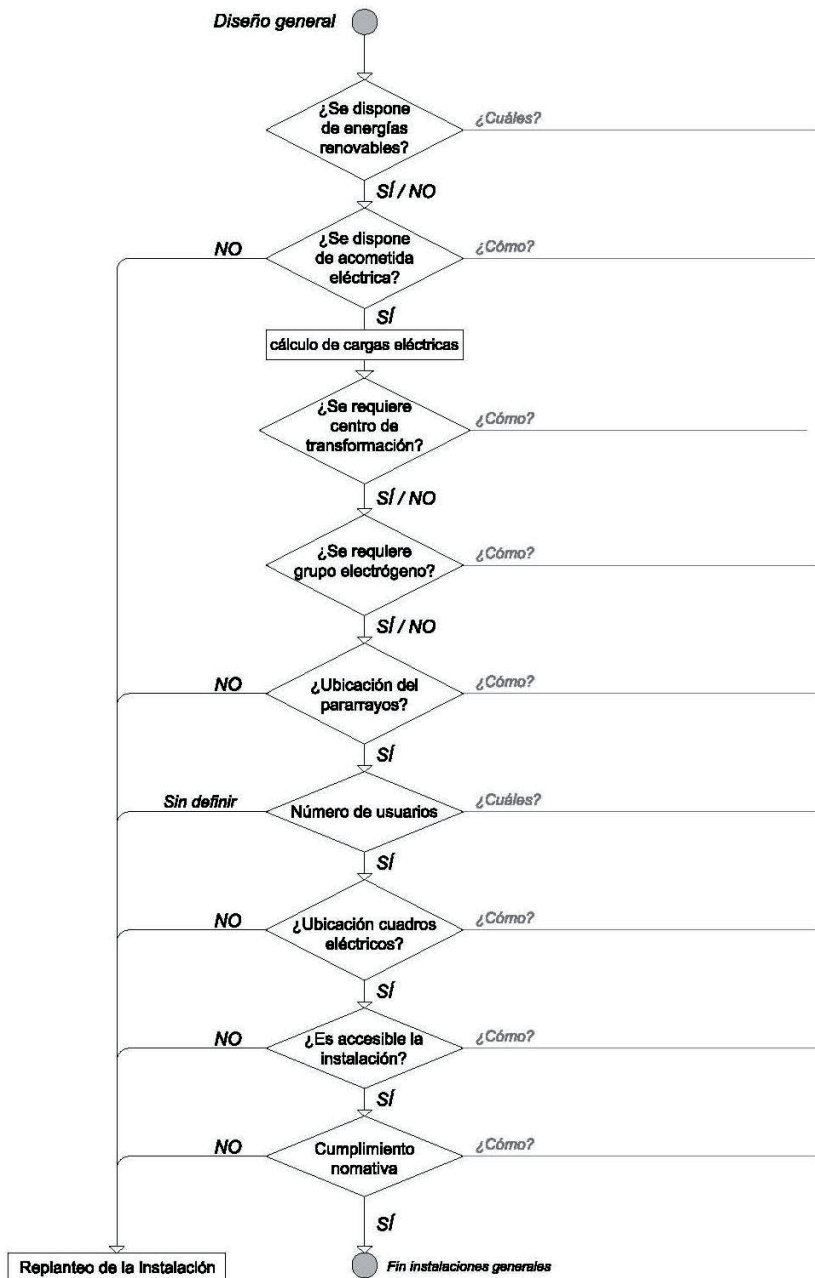 Diseño general
¿Se dispone
de energías
renovables?
¿Cuáles?
SÍ / NO
NO
¿Se dispone
de acometida
eléctrica?
¿Cómo?
SÍ
cálculo de cargas eléctricas
¿Se requiere
centro de
transformación?
¿Cómo?
SÍ / NO
¿Se requiere
grupo electrógeno?
¿Cómo?
SÍ / NO
NO
¿Ubicación del
pararrayos?
¿Cómo?
SÍ
Sin definir
Número de usuarios
¿Cuáles?
SÍ
NO
¿Ubicación cuadros
eléctricos?
¿Cómo?
SÍ
NO
¿Es accesible la
instalación?
¿Cómo?
SÍ
NO
Cumplimiento
nomativa
¿Cómo?
SÍ
Replanteo de la Instalación
Fin instalaciones generales